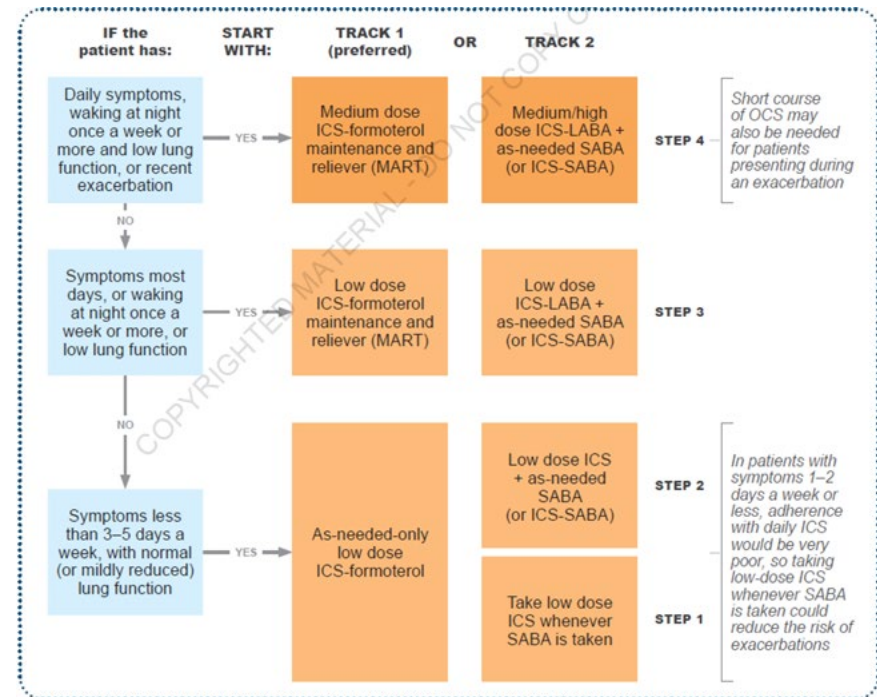 IF the
patient has:
START
WITH:
TRACK 1
(preferred)
OR
TRACK 2
Daily symptoms,
waking at night
once a week or
more and low lung
function, or recent
exacerbation
YES
Medium dose
ICS-formoterol
maintenance and
reliever (MART)
Medium/high
dose ICS-LABA +
as-needed SABA
(or ICS-SABA)
STEP 4
Short course
of OCS may
also be needed
for patients
presenting during
an exacerbation
NO
Symptoms most
days, or waking
at night once a
week or more, or
low lung function
YES
Low dose
ICS-formoterol
maintenance and
reliever (MART)
Low dose
ICS-LABA +
as-needed SABA
(or ICS-SABA)
STEP 3
NO
Symptoms less
than 3–5 days a
week, with normal
(or mildly reduced)
lung function
YES
As-needed-only
low dose
ICS-formoterol
Low dose ICS
+ as-needed
SABA
(or ICS-SABA)
STEP 2
Take low dose
ICS whenever
SABA is taken
STEP 1
In patients with
symptoms 1–2
days a week or
less, adherence
with daily ICS
would be very
poor, so taking
low-dose ICS
whenever SABA
is taken could
reduce the risk of
exacerbations
COPYRIGHTED MATERIAL - DO NOT COPY